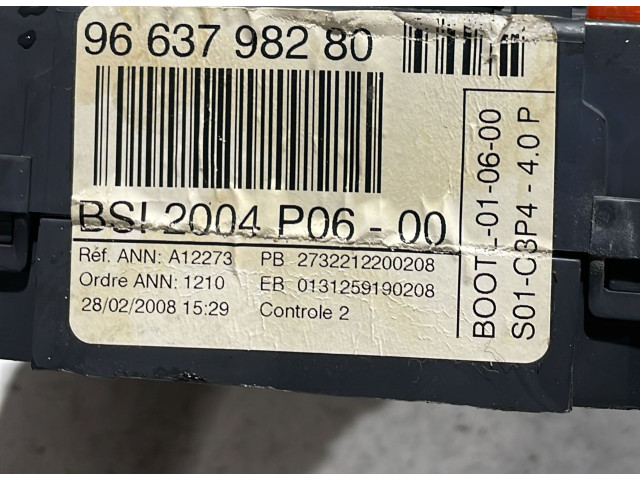 96 637 982 80
BSI 2004 P06 - 00
Réf. ANN: A12273 PB 2732212200208
Ordre ANN: 1210 EB 0131259190208
28/02/2008 15:29 Controle 2
BOOT -01-06-00
S01-C3P4 - 4.0 P